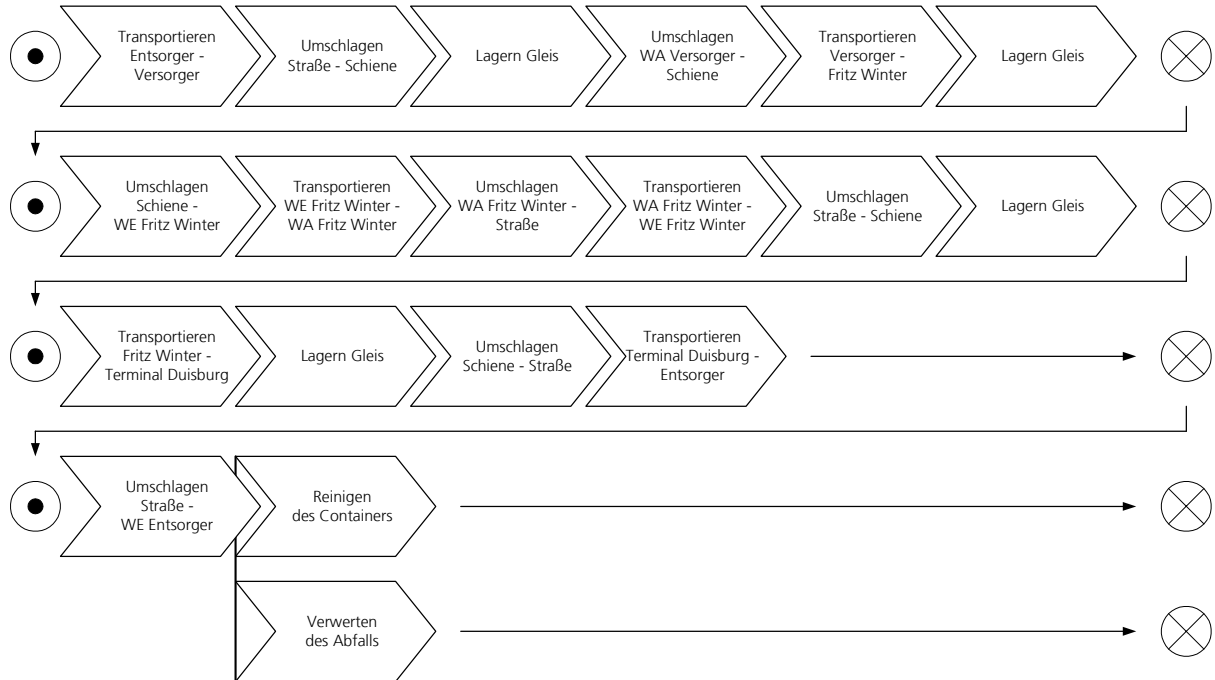 Transportieren
Entsorger -
Versorger
Umschlagen
Straße - Schiene
Lagern Gleis
Umschlagen
WA Versorger -
Schiene
Transportieren
Versorger -
Fritz Winter
Lagern Gleis
Umschlagen
Schiene -
WE Fritz Winter
Transportieren
WE Fritz Winter -
WA Fritz Winter
Umschlagen
WA Fritz Winter -
Straße
Transportieren
WA Fritz Winter -
WE Fritz Winter
Umschlagen
Straße - Schiene
Lagern Gleis
Transportieren
Fritz Winter -
Terminal Duisburg
Lagern Gleis
Umschlagen
Schiene - Straße
Transportieren
Terminal Duisburg -
Entsorger
Umschlagen
Straße -
WE Entsorger
Reinigen
des Containers
Verwerten
des Abfalls